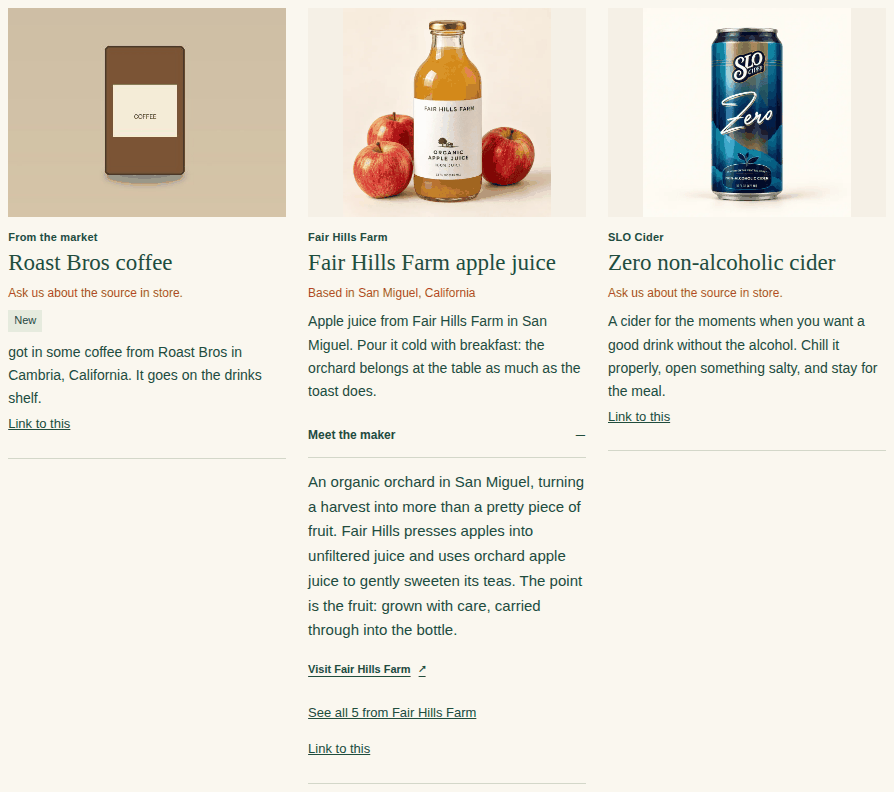 COFFEE
From the market
Roast Bros coffee
Ask us about the source in store.
New
got in some coffee from Roast Bros in
Cambria, California. It goes on the drinks
shelf.
Link to this
FAIR HILLS FARM
ORGANIC
APPLE JUICE
Fair Hills Farm
Fair Hills Farm apple juice
Based in San Miguel, California
Apple juice from Fair Hills Farm in San
Miguel. Pour it cold with breakfast: the
orchard belongs at the table as much as the
toast does.
Meet the maker —
An organic orchard in San Miguel, turning
a harvest into more than a pretty piece of
fruit. Fair Hills presses apples into
unfiltered juice and uses orchard apple
juice to gently sweeten its teas. The point
is the fruit: grown with care, carried
through into the bottle.
Visit Fair Hills Farm ↗
See all 5 from Fair Hills Farm
Link to this
SLO
CIDER
Zero
NON-ALCOHOLIC CIDER
SLO Cider
Zero non-alcoholic cider
Ask us about the source in store.
A cider for the moments when you want a
good drink without the alcohol. Chill it
properly, open something salty, and stay for
the meal.
Link to this